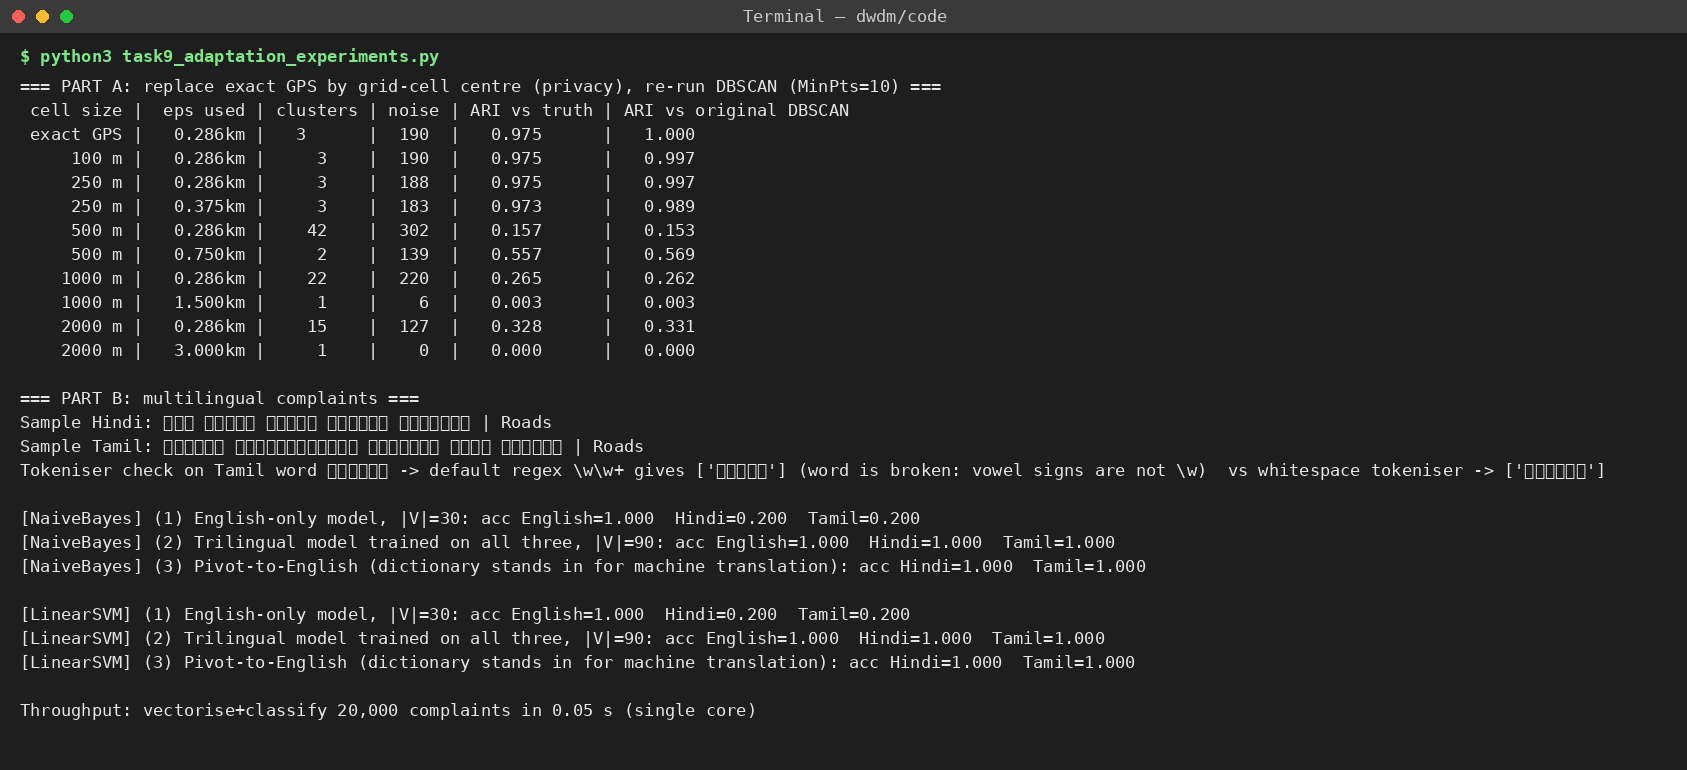 Terminal — dwdm/code
$ python3 task9_adaptation_experiments.py
=== PART A: replace exact GPS by grid-cell centre (privacy), re-run DBSCAN (MinPts=10) ===
cell size | eps used | clusters | noise | ARI vs truth | ARI vs original DBSCAN
exact GPS | 0.286km | 3 | 190 | 0.975 | 1.000
100 m | 0.286km | 3 | 190 | 0.975 | 0.997
250 m | 0.286km | 3 | 188 | 0.975 | 0.997
250 m | 0.375km | 3 | 183 | 0.973 | 0.989
500 m | 0.286km | 42 | 302 | 0.157 | 0.153
500 m | 0.750km | 2 | 139 | 0.557 | 0.569
1000 m | 0.286km | 22 | 220 | 0.265 | 0.262
1000 m | 1.500km | 1 | 6 | 0.003 | 0.003
2000 m | 0.286km | 15 | 127 | 0.328 | 0.331
2000 m | 3.000km | 1 | 0 | 0.000 | 0.000
=== PART B: multilingual complaints ===
Sample Hindi: | Roads
Sample Tamil: | Roads
Tokeniser check on Tamil word -> default regex \w\w+ gives [''] (word is broken: vowel signs are not \w) vs whitespace tokeniser -> ['']
[NaiveBayes] (1) English-only model, |V|=30: acc English=1.000 Hindi=0.200 Tamil=0.200
[NaiveBayes] (2) Trilingual model trained on all three, |V|=90: acc English=1.000 Hindi=1.000 Tamil=1.000
[NaiveBayes] (3) Pivot-to-English (dictionary stands in for machine translation): acc Hindi=1.000 Tamil=1.000
[LinearSVM] (1) English-only model, |V|=30: acc English=1.000 Hindi=0.200 Tamil=0.200
[LinearSVM] (2) Trilingual model trained on all three, |V|=90: acc English=1.000 Hindi=1.000 Tamil=1.000
[LinearSVM] (3) Pivot-to-English (dictionary stands in for machine translation): acc Hindi=1.000 Tamil=1.000
Throughput: vectorise+classify 20,000 complaints in 0.05 s (single core)